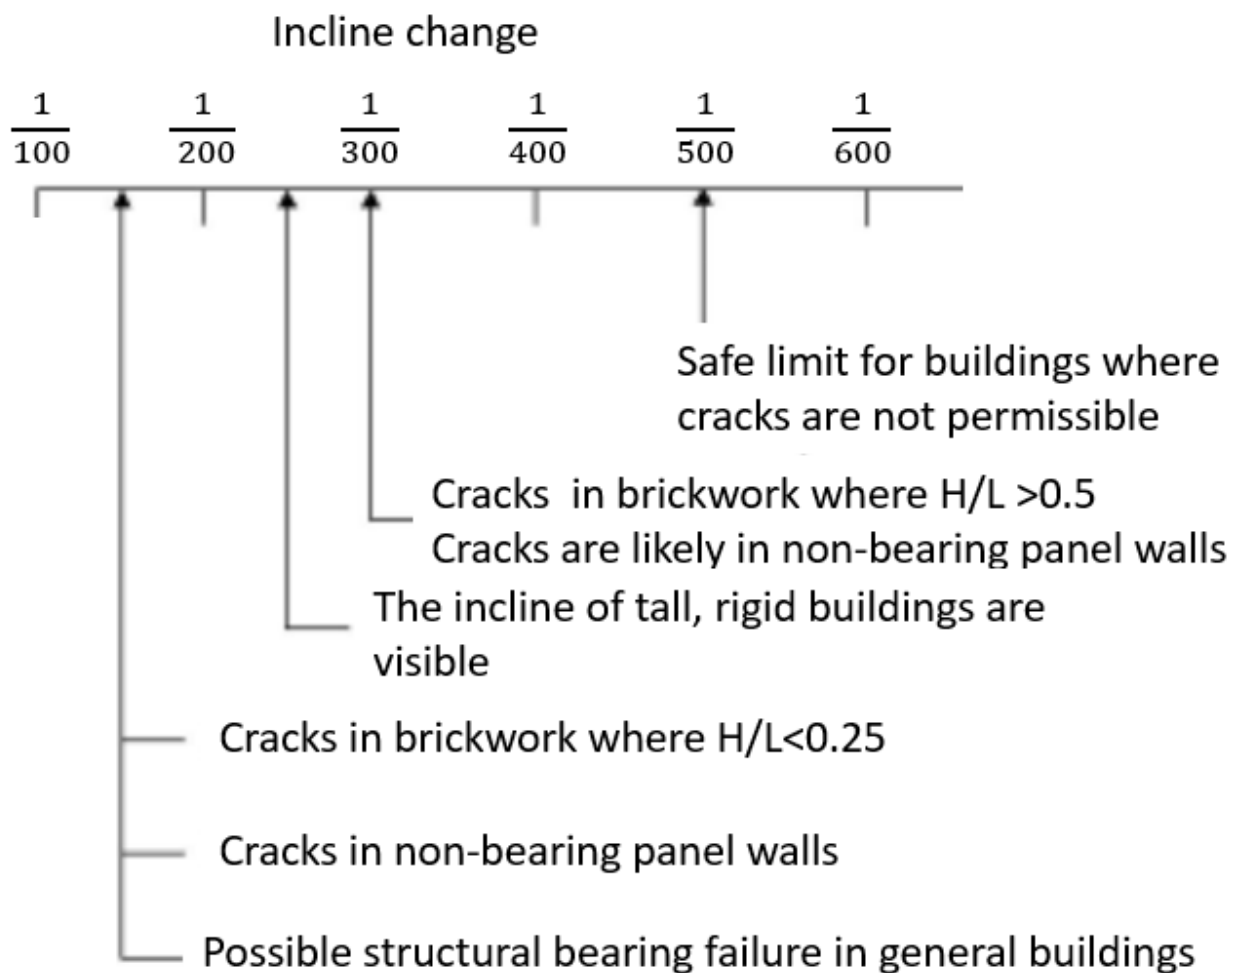 Incline change
1/100 1/200 1/300 1/400 1/500 1/600
Safe limit for buildings where
cracks are not permissible
Cracks in brickwork where H/L >0.5
Cracks are likely in non-bearing panel walls
The incline of tall, rigid buildings are
visible
Cracks in brickwork where H/L<0.25
Cracks in non-bearing panel walls
Possible structural bearing failure in general buildings